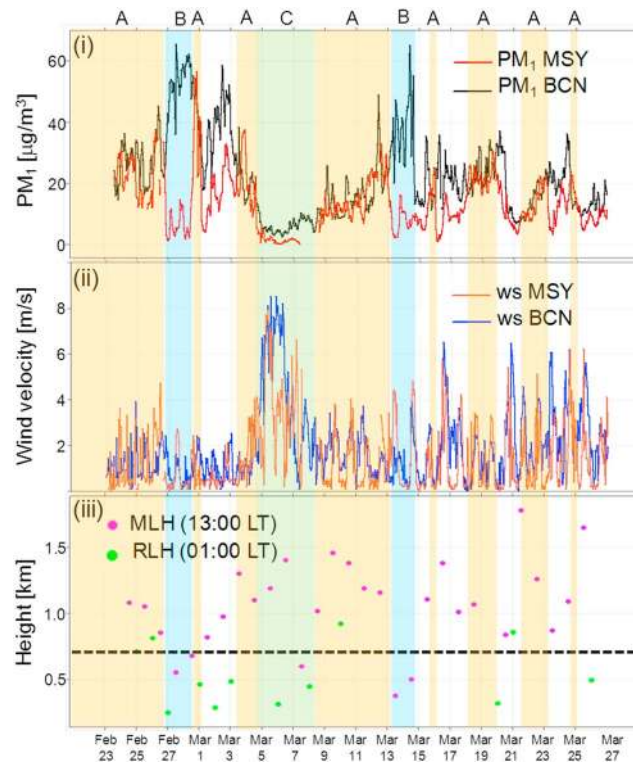 A B A A C A B A A A A
(i)
PM₁ MSY
PM₁ BCN
60
40
20
0
PM₁ [µg/m³]
(ii)
ws MSY
ws BCN
8
6
4
2
Wind velocity [m/s]
(iii)
MLH (13:00 LT)
RLH (01:00 LT)
1.5
1.0
0.5
Height [km]
Feb Feb Feb Mar Mar Mar Mar Mar Mar Mar Mar Mar Mar Mar Mar Mar Mar
23 25 27 1 3 5 7 9 11 13 15 17 19 21 23 25 27